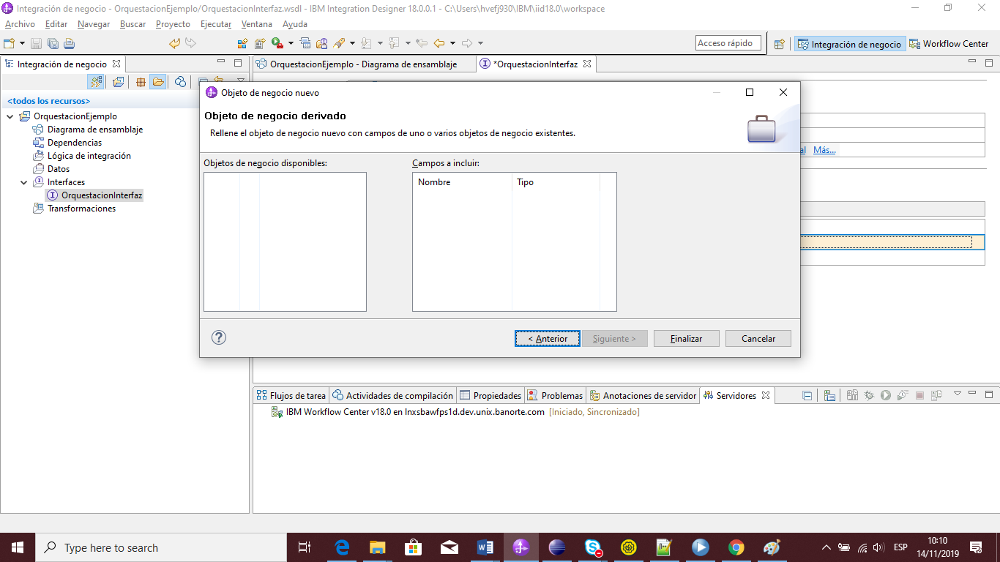 Integración de negocio - OrquestacionEjemplo/OrquestacionInterfaz.wsdl - IBM Integration Designer 18.0.0.1 - C:\Users\hvefj930\IBM\iid18.0\workspace
Archivo Editar Navegar Buscar Proyecto Ejecutar Ventana Ayuda
Acceso rápido Integración de negocio Workflow Center
Integración de negocio
OrquestacionEjemplo - Diagrama de ensamblaje *OrquestacionInterfaz
<todos los recursos>
OrquestacionEjemplo
Diagrama de ensamblaje
Dependencias
Lógica de integración
Datos
Interfaces
OrquestacionInterfaz
Transformaciones
Objeto de negocio nuevo
Objeto de negocio derivado
Rellene el objeto de negocio nuevo con campos de uno o varios objetos de negocio existentes.
al Más...
Objetos de negocio disponibles: Campos a incluir:
Nombre Tipo
< Anterior Siguiente > Finalizar Cancelar
Flujos de tarea Actividades de compilación Propiedades Problemas Anotaciones de servidor Servidores
IBM Workflow Center v18.0 en lnxsbawfps1d.dev.unix.banorte.com [Iniciado, Sincronizado]
Type here to search
ESP
10:10
14/11/2019